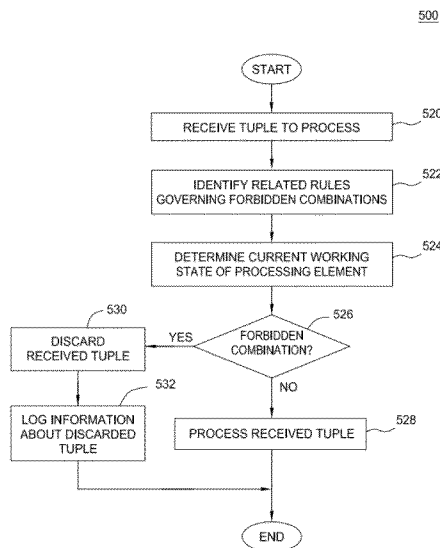 500
START
520
RECEIVE TUPLE TO PROCESS
522
IDENTIFY RELATED RULES
GOVERNING FORBIDDEN COMBINATIONS
524
DETERMINE CURRENT WORKING
STATE OF PROCESSING ELEMENT
526
FORBIDDEN
COMBINATION?
YES
530
DISCARD
RECEIVED TUPLE
532
LOG INFORMATION
ABOUT DISCARDED
TUPLE
NO
528
PROCESS RECEIVED TUPLE
END